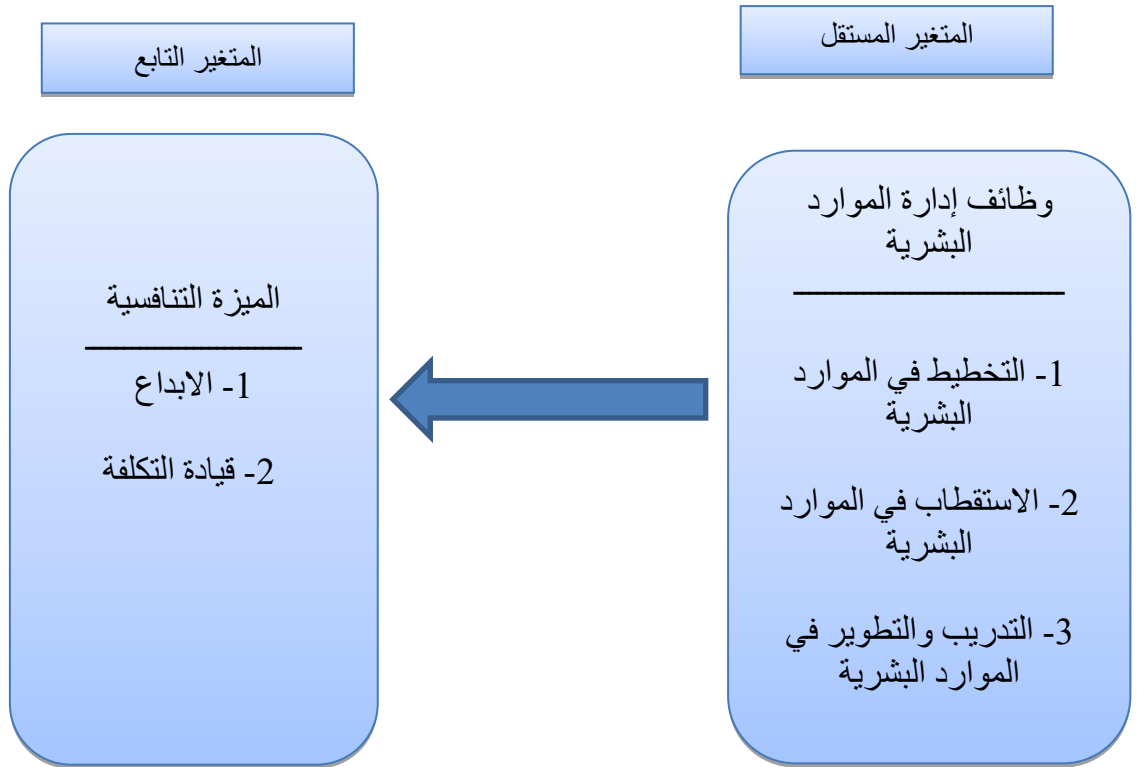 المتغير المستقل
وظائف إدارة الموارد
البشرية
1- التخطيط في الموارد
البشرية
2- الاستقطاب في الموارد
البشرية
3- التدريب والتطوير في
الموارد البشرية
المتغير التابع
الميزة التنافسية
1- الابداع
2- قيادة التكلفة